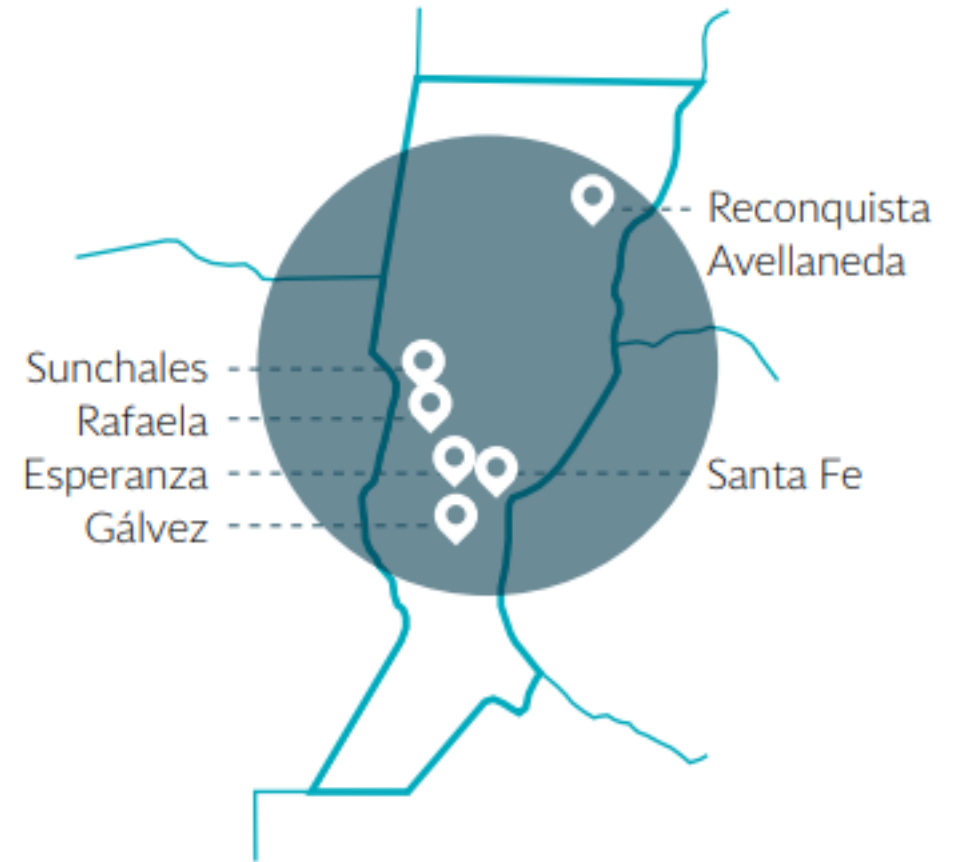 Reconquista
Avellaneda
Sunchales
Rafaela
Esperanza
Gálvez
Santa Fe